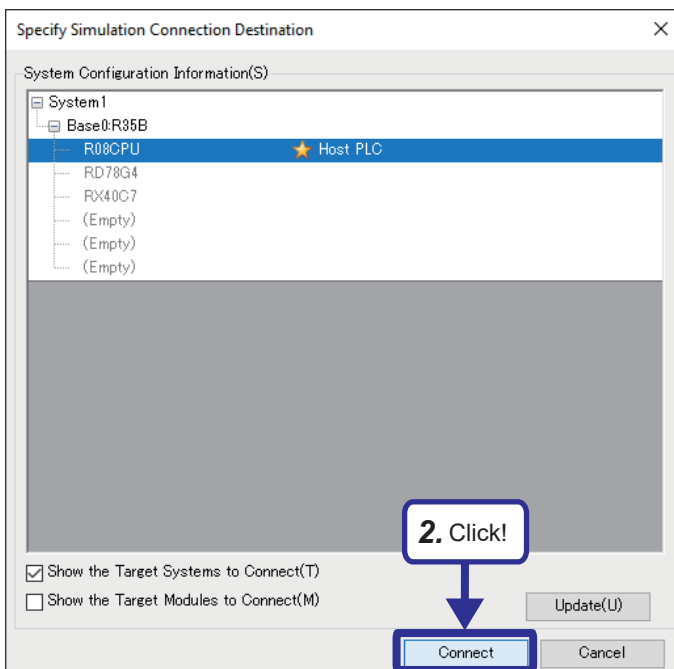 Specify Simulation Connection Destination
System Configuration Information(S)
System1
Base0:R35B
R08CPU Host PLC
RD78G4
RX40C7
(Empty)
(Empty)
(Empty)
2. Click!
Show the Target Systems to Connect(T)
Show the Target Modules to Connect(M)
Update(U)
Connect Cancel